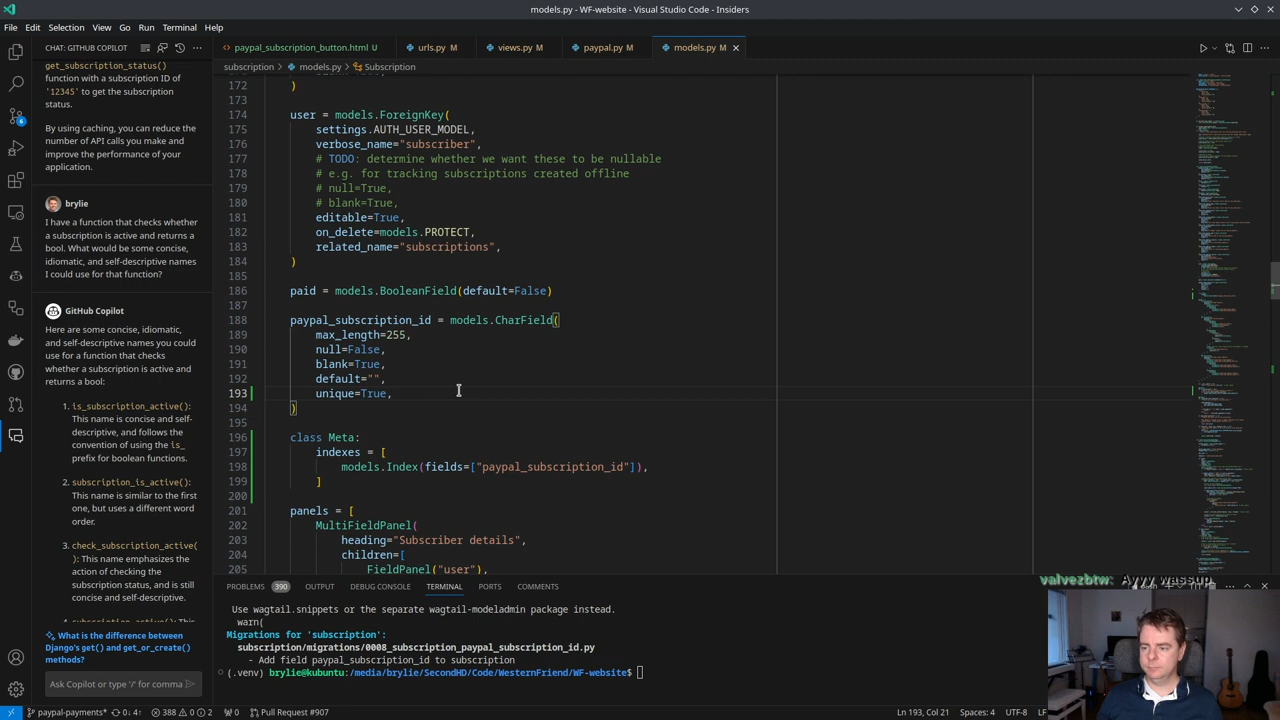 models.py - WF-website - Visual Studio Code - Insiders
File Edit Selection View Go Run Terminal Help
CHAT: GITHUB COPILOT
paypal_subscription_button.html U
urls.py M
views.py M
paypal.py M
models.py M
subscription > models.py > Subscription
get_subscription_status()
function with a subscription ID of
'12345' to get the subscription
status.
By using caching, you can reduce the
number of API calls you make and
improve the performance of your
application.
brylie
I have a function that checks whether
a subscription is active and returns a
bool. What would be some concise,
idiomatic, and self-descriptive names
I could use for that function?
GitHub Copilot
Here are some concise, idiomatic,
and self-descriptive names you could
use for a function that checks
whether a subscription is active and
returns a bool:
1. is_subscription_active():
This name is concise and self-
descriptive, and follows the
convention of using the is_
prefix for boolean functions.
2. subscription_is_active():
This name is similar to the first
one, but uses a different word
order.
3. check_subscription_active(
): This name emphasizes the
action of checking the
subscription status, and is still
concise and self-descriptive.
What is the difference between
Django's get() and get_or_create()
methods?
Ask Copilot or type '/' for comma
172 )
173
174 user = models.ForeignKey(
175 settings.AUTH_USER_MODEL,
176 verbose_name="subscriber",
177 # TODO: determine whether we want these to be nullable
178 # e.g. for tracking subscriptions created offline
179 # null=True,
180 # blank=True,
181 editable=True,
182 on_delete=models.PROTECT,
183 related_name="subscriptions",
184 )
185
186 paid = models.BooleanField(default=False)
187
188 paypal_subscription_id = models.CharField(
189 max_length=255,
190 null=False,
191 blank=True,
192 default="",
193 unique=True,
194 )
195
196 class Meta:
197 indexes = [
198 models.Index(fields=["paypal_subscription_id"]),
199 ]
200
201 panels = [
202 MultiFieldPanel(
203 heading="Subscriber details",
204 children=[
205 FieldPanel("user"),
PROBLEMS 390 OUTPUT DEBUG CONSOLE TERMINAL PORTS COMMENTS
valvezbtw: Ayyy wassup
Use wagtail.snippets or the separate wagtail-modeladmin package instead.
warn(
Migrations for 'subscription':
subscription/migrations/0008_subscription_paypal_subscription_id.py
- Add field paypal_subscription_id to subscription
(.venv) brylie@kubuntu:/media/brylie/SecondHD/Code/WesternFriend/WF-website$
6
paypal-payments* 0↓ 4↑ 388 0 2 0 Pull Request #907 Ln 193, Col 21 Spaces: 4 UTF-8 LF